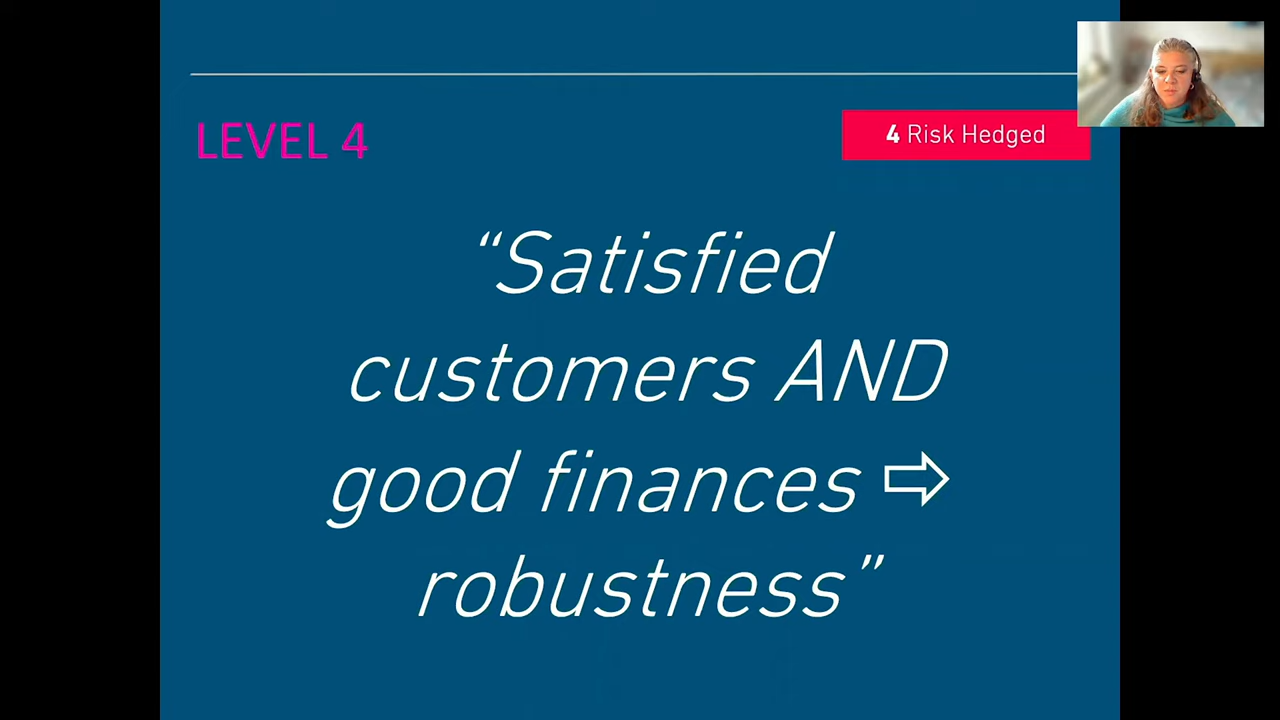 LEVEL 4
4 Risk Hedged
“Satisfied
customers AND
good finances ⇨
robustness”